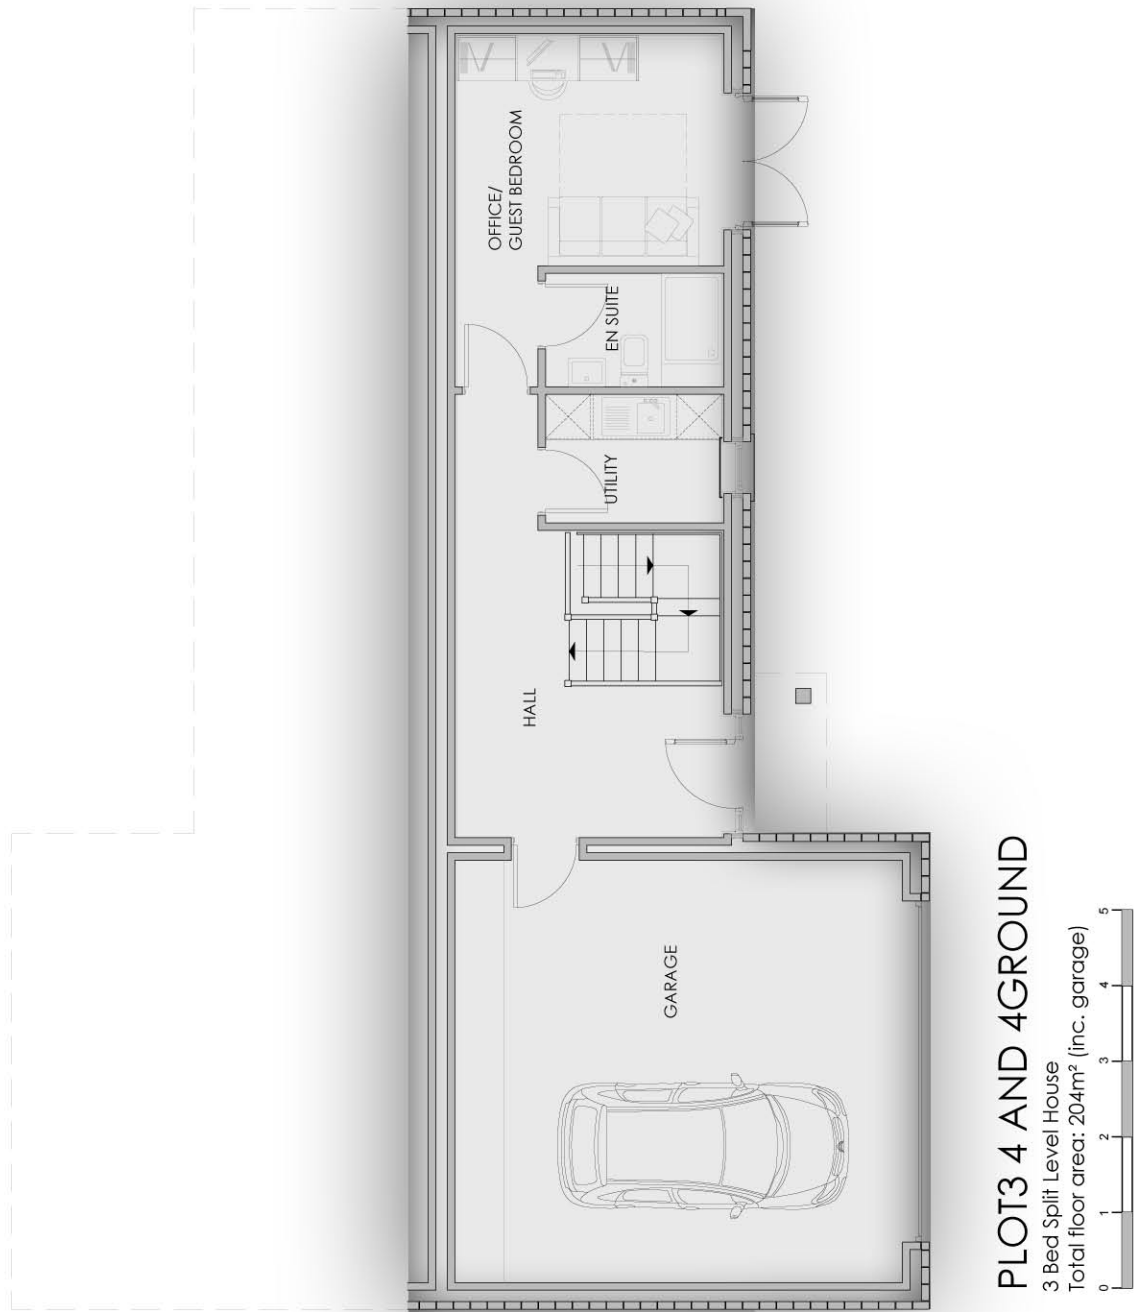 OFFICE/
GUEST BEDROOM
EN SUITE
UTILITY
HALL
GARAGE
PLOT3 4 AND 4GROUND
3 Bed Split Level House
Total floor area: 204m² (inc. garage)
0 1 2 3 4 5